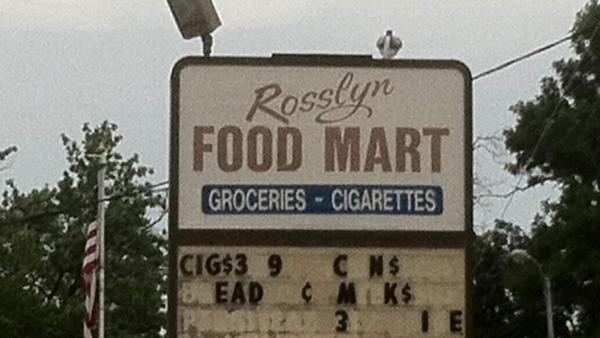 Rosslyn
FOOD MART
GROCERIES - CIGARETTES
CIG$3 9 C N$
EAD ¢ M K$
3 I E